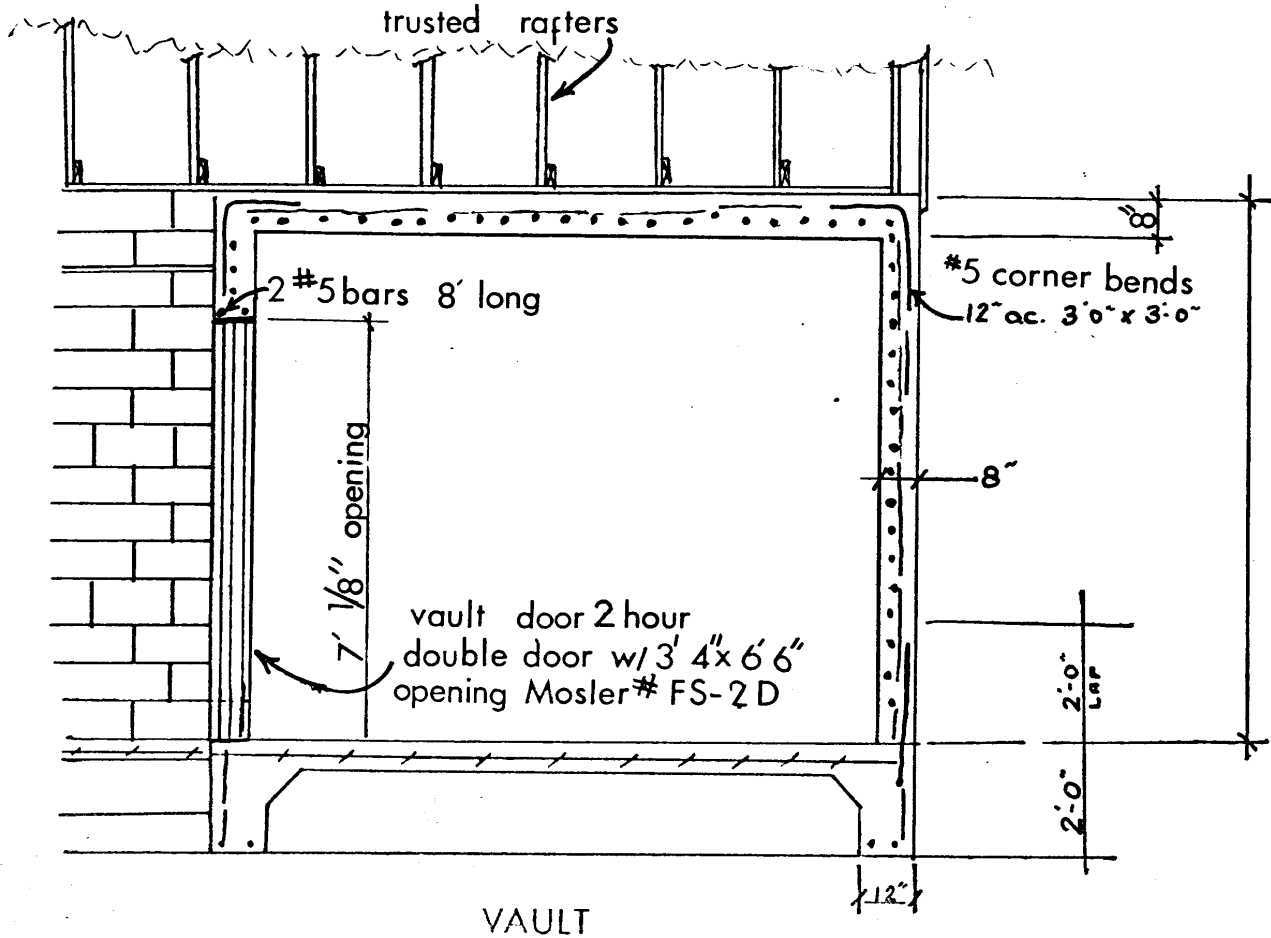 trusted rafters
8"
2 #5 bars 8' long
#5 corner bends
12" oc. 3'0" x 3'-0"
7' 1/8" opening
8"
vault door 2 hour
double door w/ 3' 4" x 6' 6"
opening Mosler # FS-2D
2'-0"
LAP
2'-0"
12"
VAULT